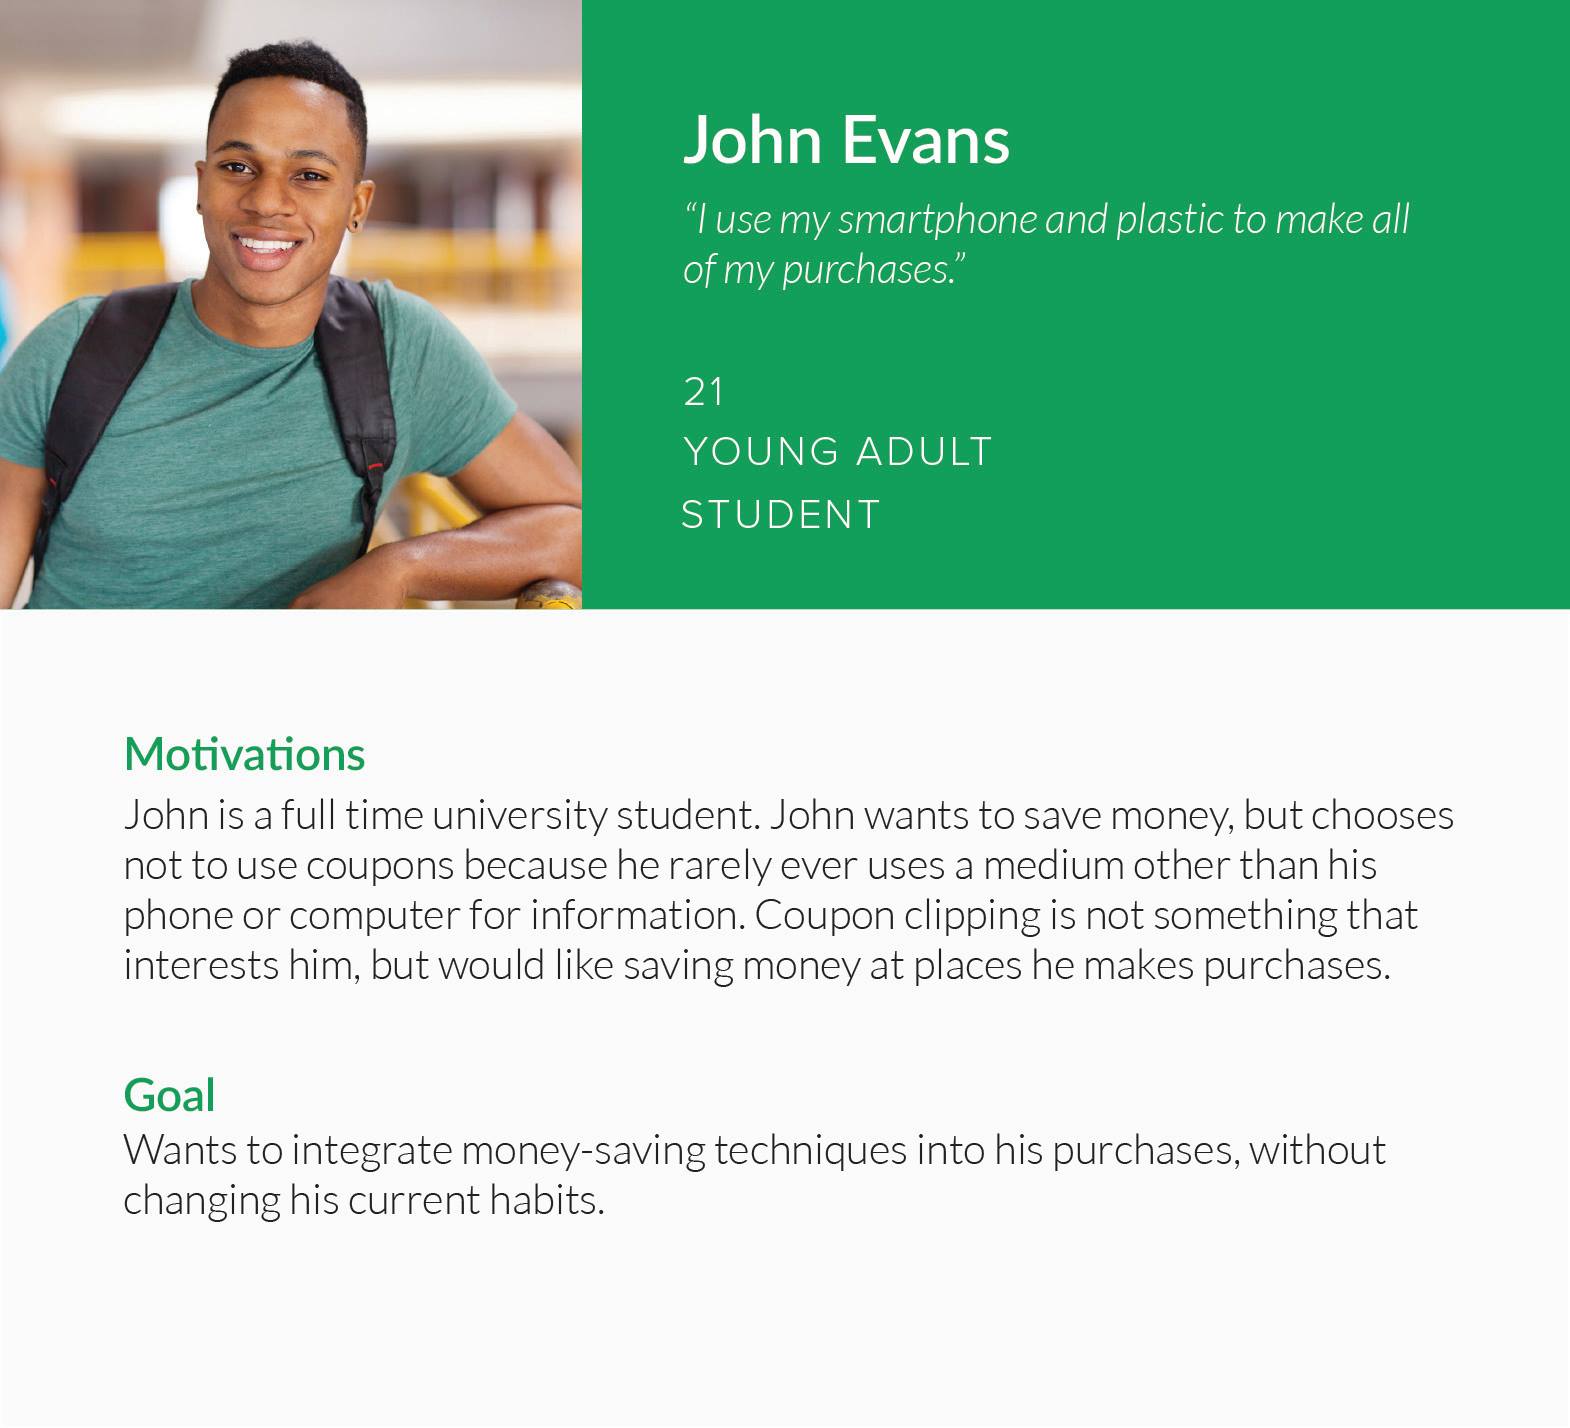 John Evans
“I use my smartphone and plastic to make all
of my purchases.”
21
YOUNG ADULT
STUDENT
Motivations
John is a full time university student. John wants to save money, but chooses
not to use coupons because he rarely ever uses a medium other than his
phone or computer for information. Coupon clipping is not something that
interests him, but would like saving money at places he makes purchases.
Goal
Wants to integrate money-saving techniques into his purchases, without
changing his current habits.